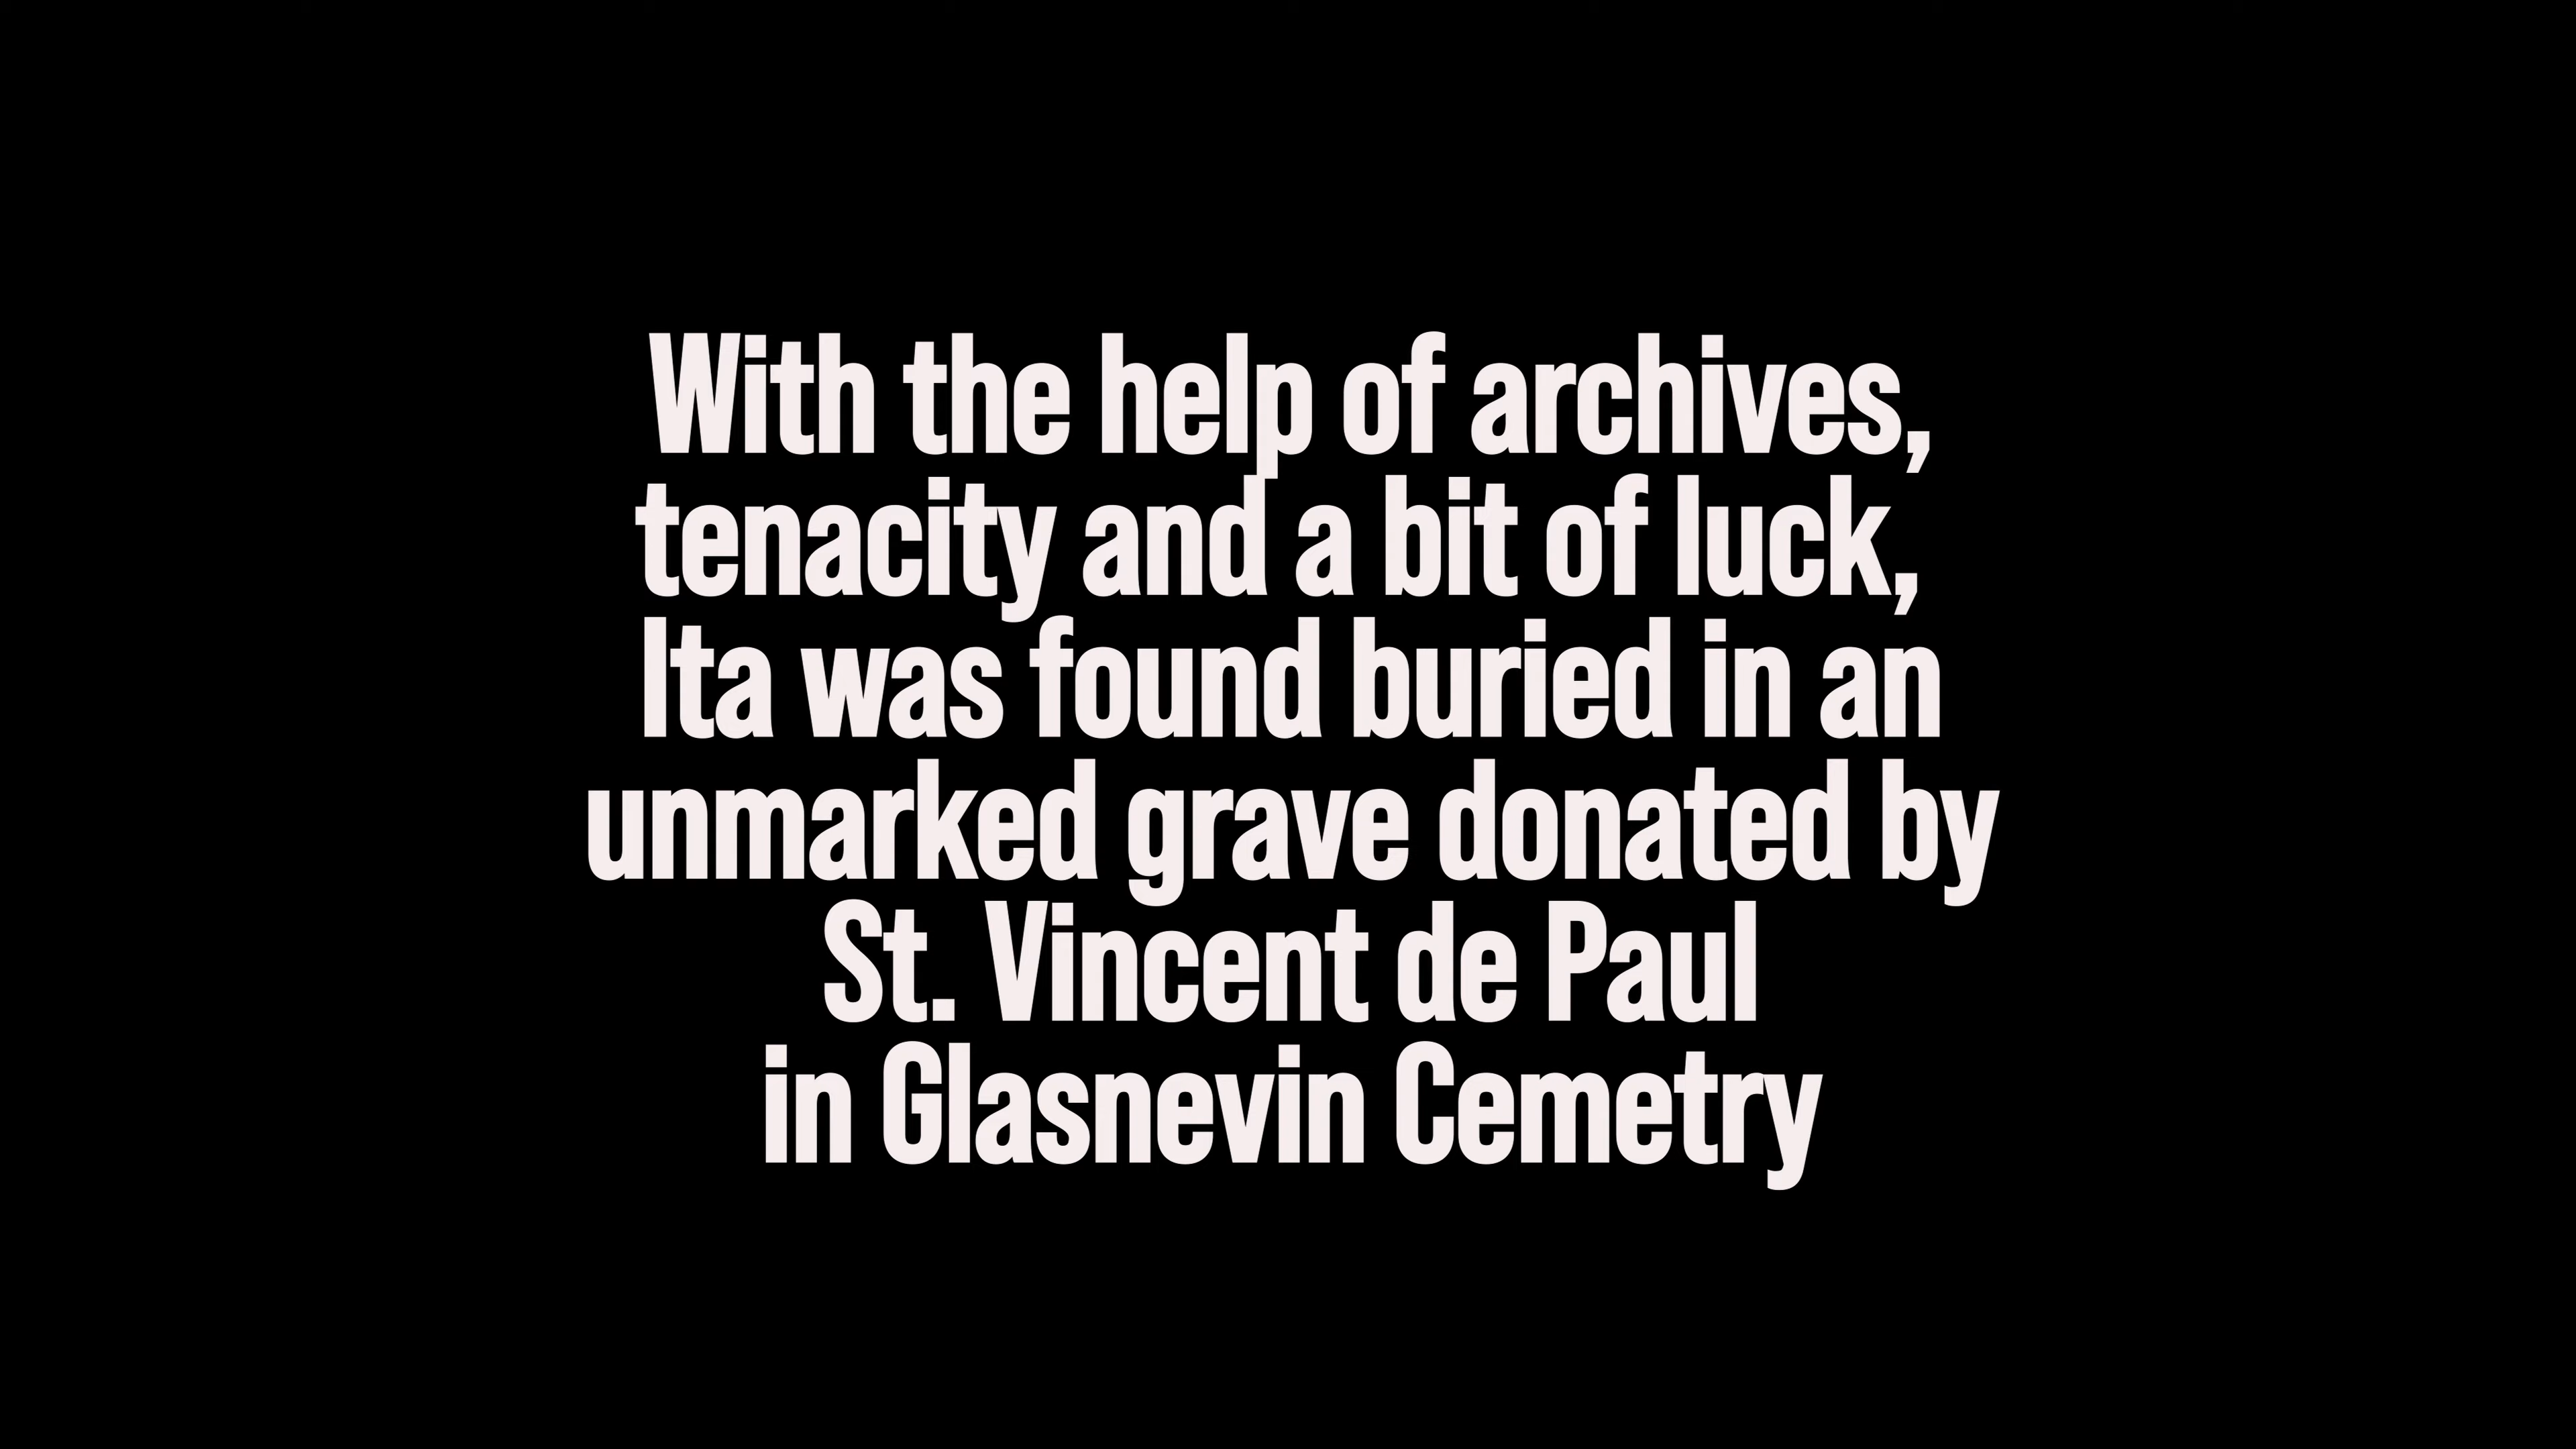 With the help of archives,
tenacity and a bit of luck,
Ita was found buried in an
unmarked grave donated by
St. Vincent de Paul
in Glasnevin Cemetry